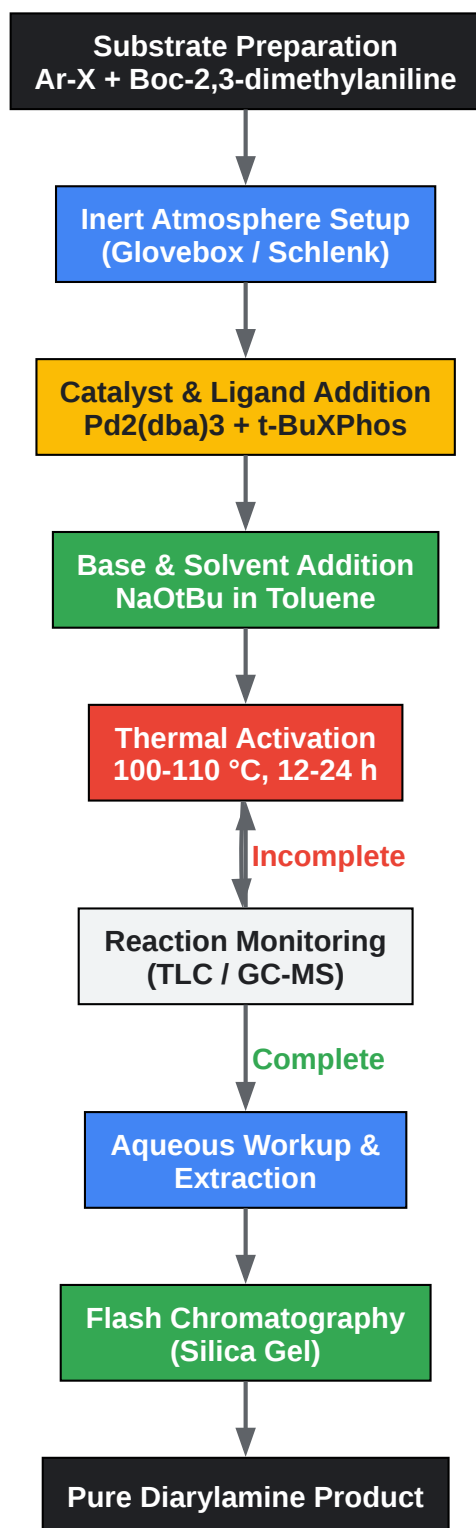 Substrate Preparation
Ar-X + Boc-2,3-dimethylaniline
Inert Atmosphere Setup
(Glovebox / Schlenk)
Catalyst & Ligand Addition
Pd2(dba)3 + t-BuXPhos
Base & Solvent Addition
NaOtBu in Toluene
Thermal Activation
100-110 °C, 12-24 h
Incomplete
Reaction Monitoring
(TLC / GC-MS)
Complete
Aqueous Workup &
Extraction
Flash Chromatography
(Silica Gel)
Pure Diarylamine Product